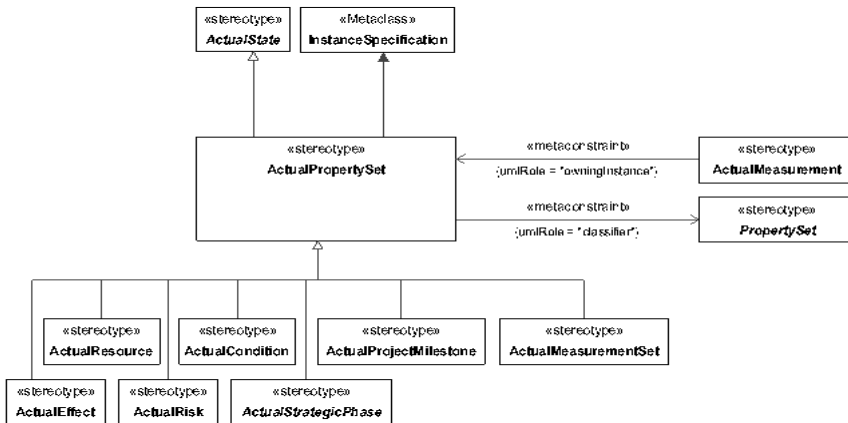 «stereotype»
ActualState
«Metaclass»
InstanceSpecification
«stereotype»
ActualPropertySet
«metaconstraint»
{umlRole = "owningInstance"}
«stereotype»
ActualMeasurement
«metaconstraint»
{umlRole = "classifier"}
«stereotype»
PropertySet
«stereotype»
ActualResource
«stereotype»
ActualCondition
«stereotype»
ActualProjectMilestone
«stereotype»
ActualMeasurementSet
«stereotype»
ActualEffect
«stereotype»
ActualRisk
«stereotype»
ActualStrategicPhase